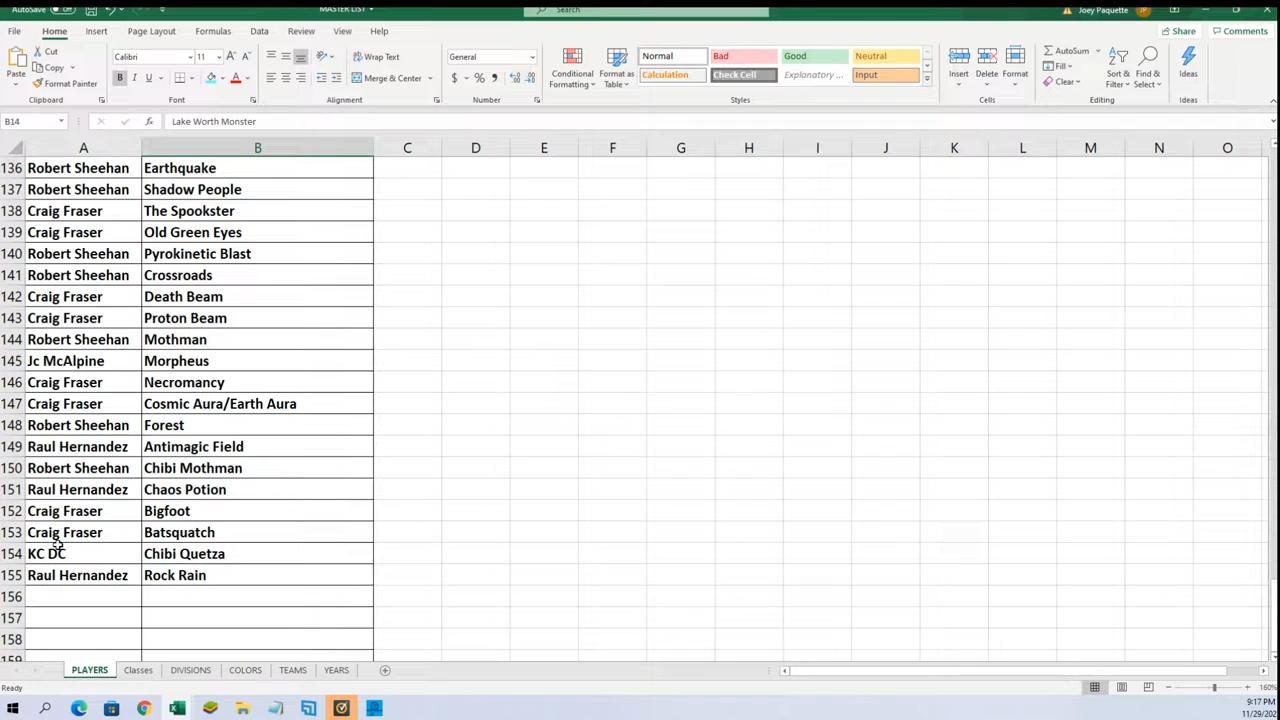 AutoSave Off MASTER LIST Search Joey Paquette JP
File Home Insert Page Layout Formulas Data Review View Help Share Comments
Cut Calibri 11 Wrap Text General Normal Bad Good Neutral AutoSum
Paste Copy Fill
Format Painter Merge & Center Conditional Formatting Format as Table Calculation Check Cell Explanatory ... Input Insert Delete Format Clear Sort & Filter Find & Select Ideas
Clipboard Font Alignment Number Styles Cells Editing Ideas
B14 fx Lake Worth Monster
A B C D E F G H I J K L M N O
136 Robert Sheehan Earthquake
137 Robert Sheehan Shadow People
138 Craig Fraser The Spookster
139 Craig Fraser Old Green Eyes
140 Robert Sheehan Pyrokinetic Blast
141 Robert Sheehan Crossroads
142 Craig Fraser Death Beam
143 Craig Fraser Proton Beam
144 Robert Sheehan Mothman
145 Jc McAlpine Morpheus
146 Craig Fraser Necromancy
147 Craig Fraser Cosmic Aura/Earth Aura
148 Robert Sheehan Forest
149 Raul Hernandez Antimagic Field
150 Robert Sheehan Chibi Mothman
151 Raul Hernandez Chaos Potion
152 Craig Fraser Bigfoot
153 Craig Fraser Batsquatch
154 KC DC Chibi Quetza
155 Raul Hernandez Rock Rain
156
157
158
159
PLAYERS Classes DIVISIONS COLORS TEAMS YEARS
Ready 160%
9:17 PM
11/29/202